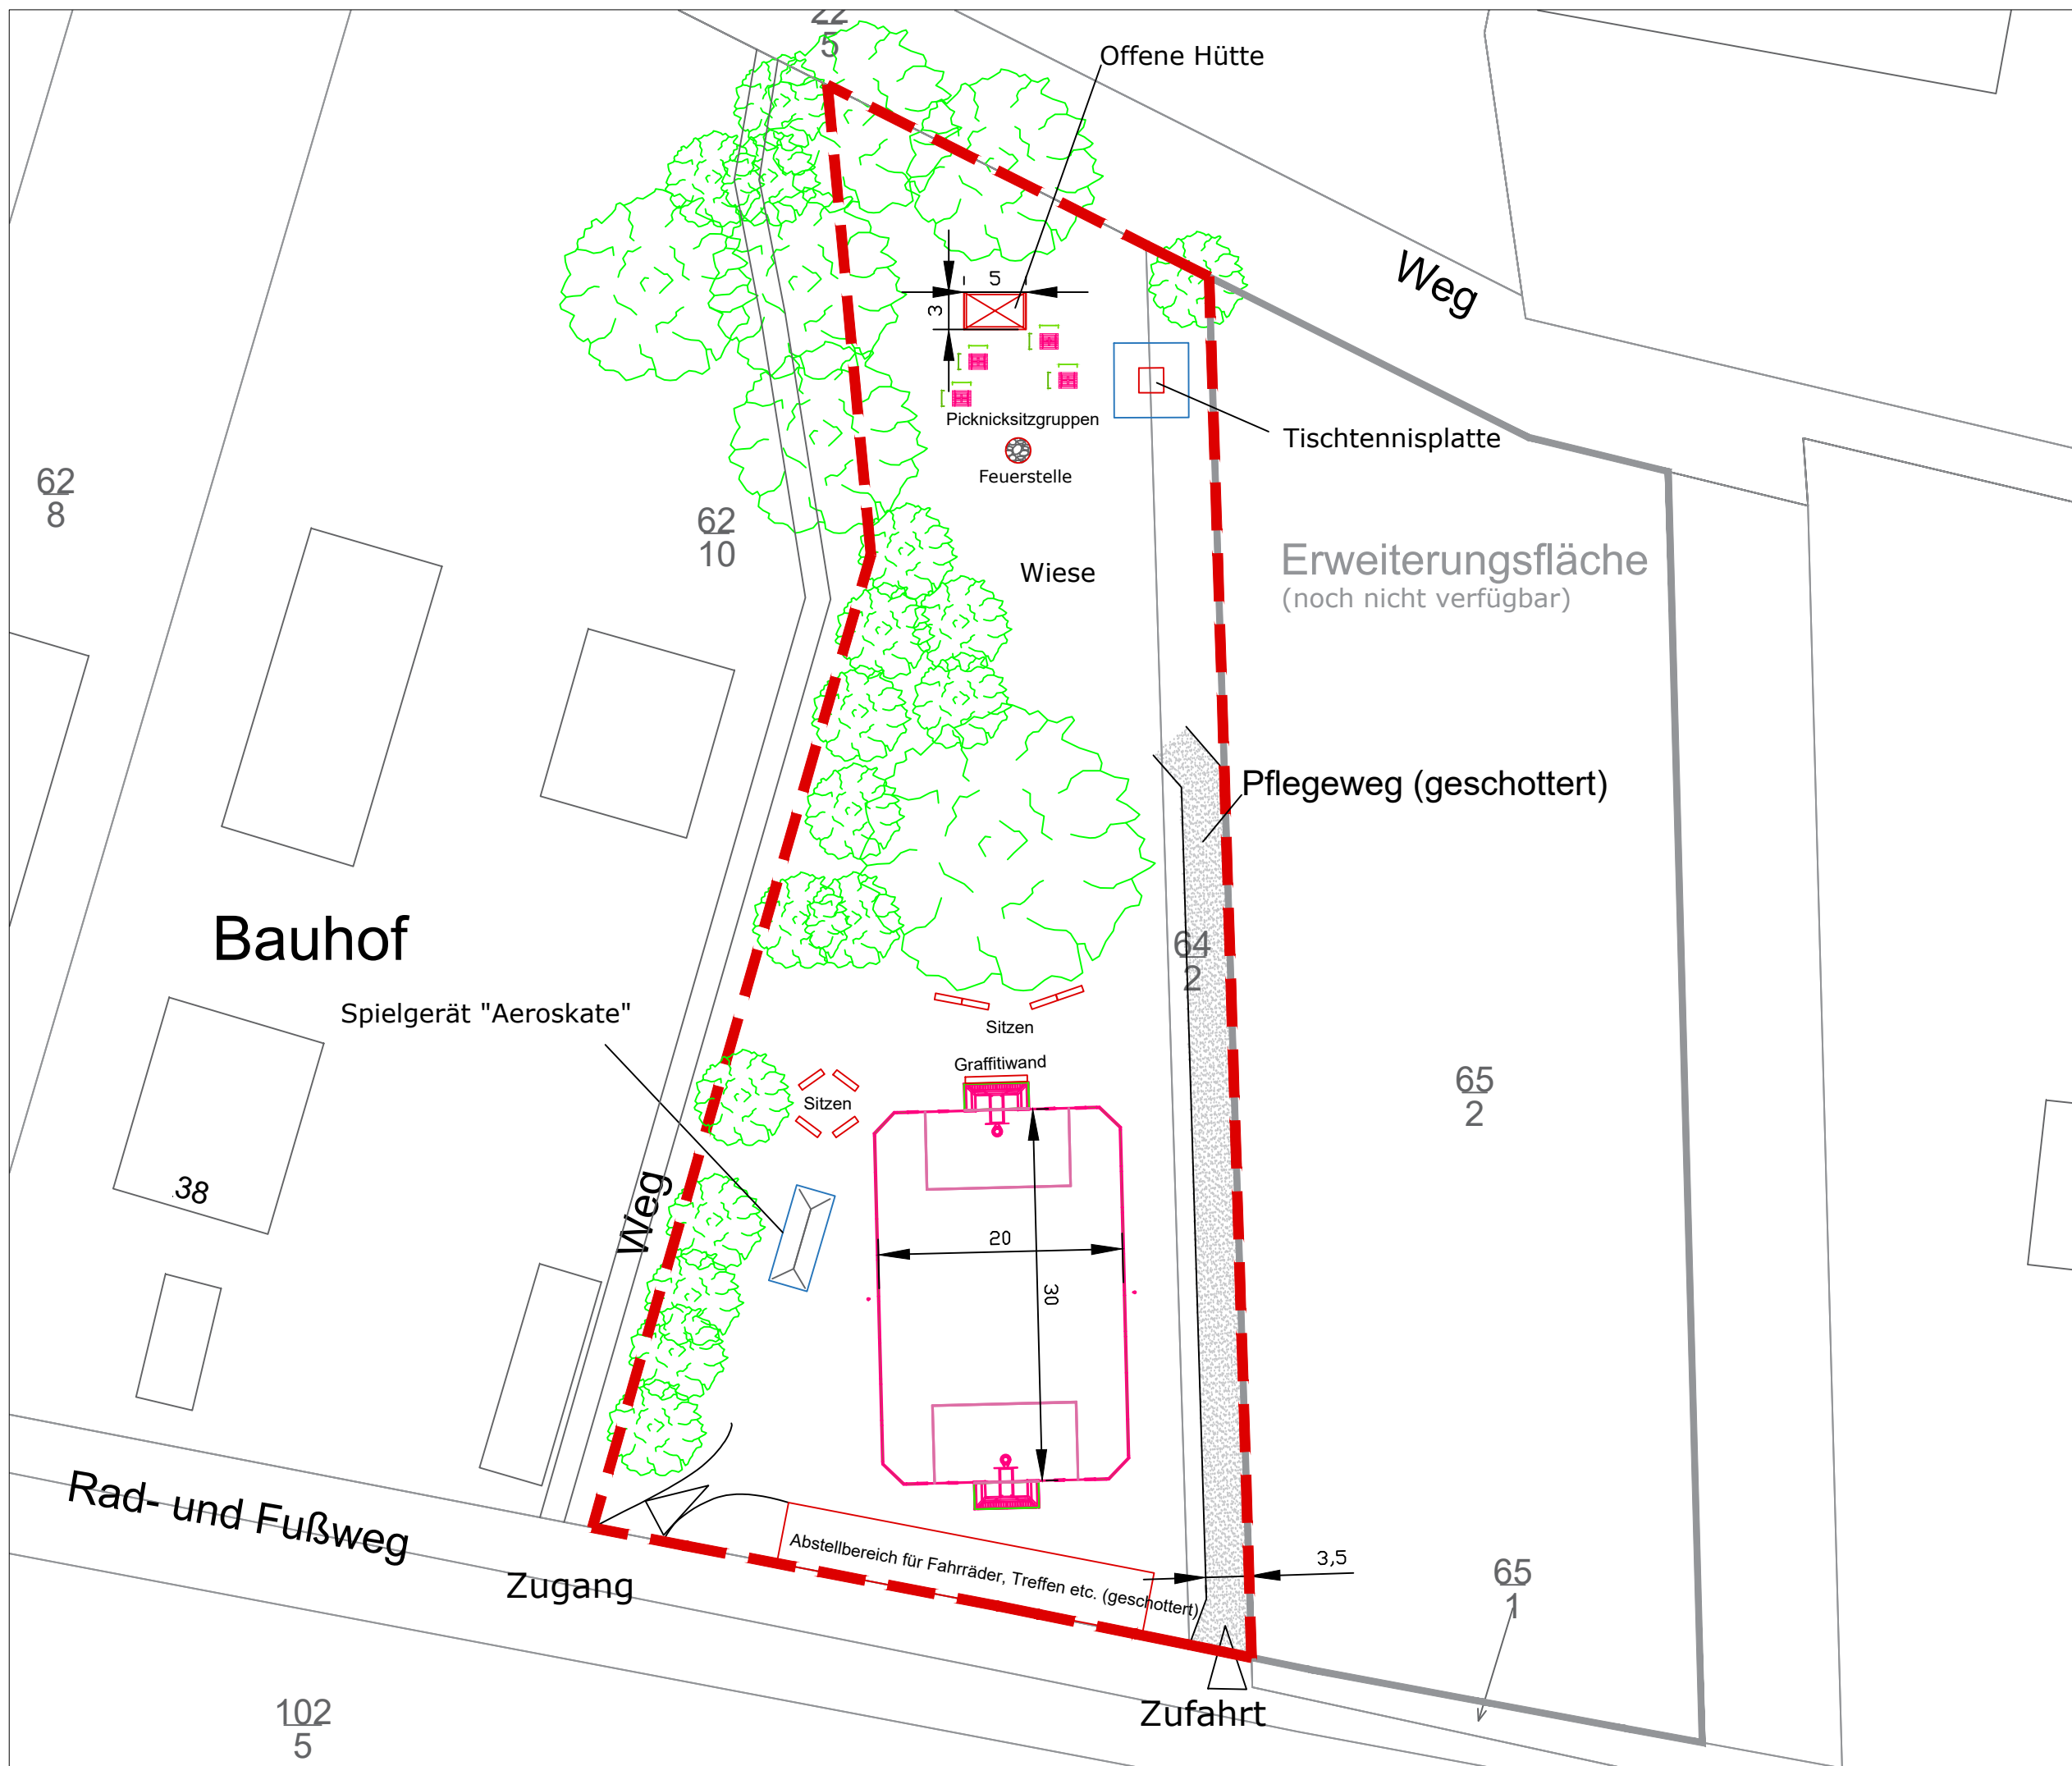 22
5
Offene Hütte
Weg
5
3
Picknicksitzgruppen
Tischtennisplatte
Feuerstelle
62
8
62
10
Wiese
Erweiterungsfläche
(noch nicht verfügbar)
Pflegeweg (geschottert)
Bauhof
64
2
Spielgerät "Aeroskate"
Sitzen
Graffitiwand
Sitzen
65
2
38
Weg
20
30
Rad- und Fußweg
Abstellbereich für Fahrräder, Treffen etc. (geschottert)
3,5
Zugang
65
1
Zufahrt
102
5